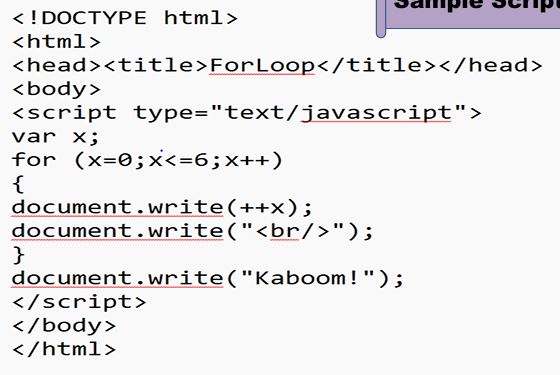 Sample Script
<!DOCTYPE html>
<html>
<head><title>ForLoop</title></head>
<body>
<script type="text/javascript">
var x;
for (x=0;x<=6;x++)
{
document.write(++x);
document.write("<br/>");
}
document.write("Kaboom!");
</script>
</body>
</html>